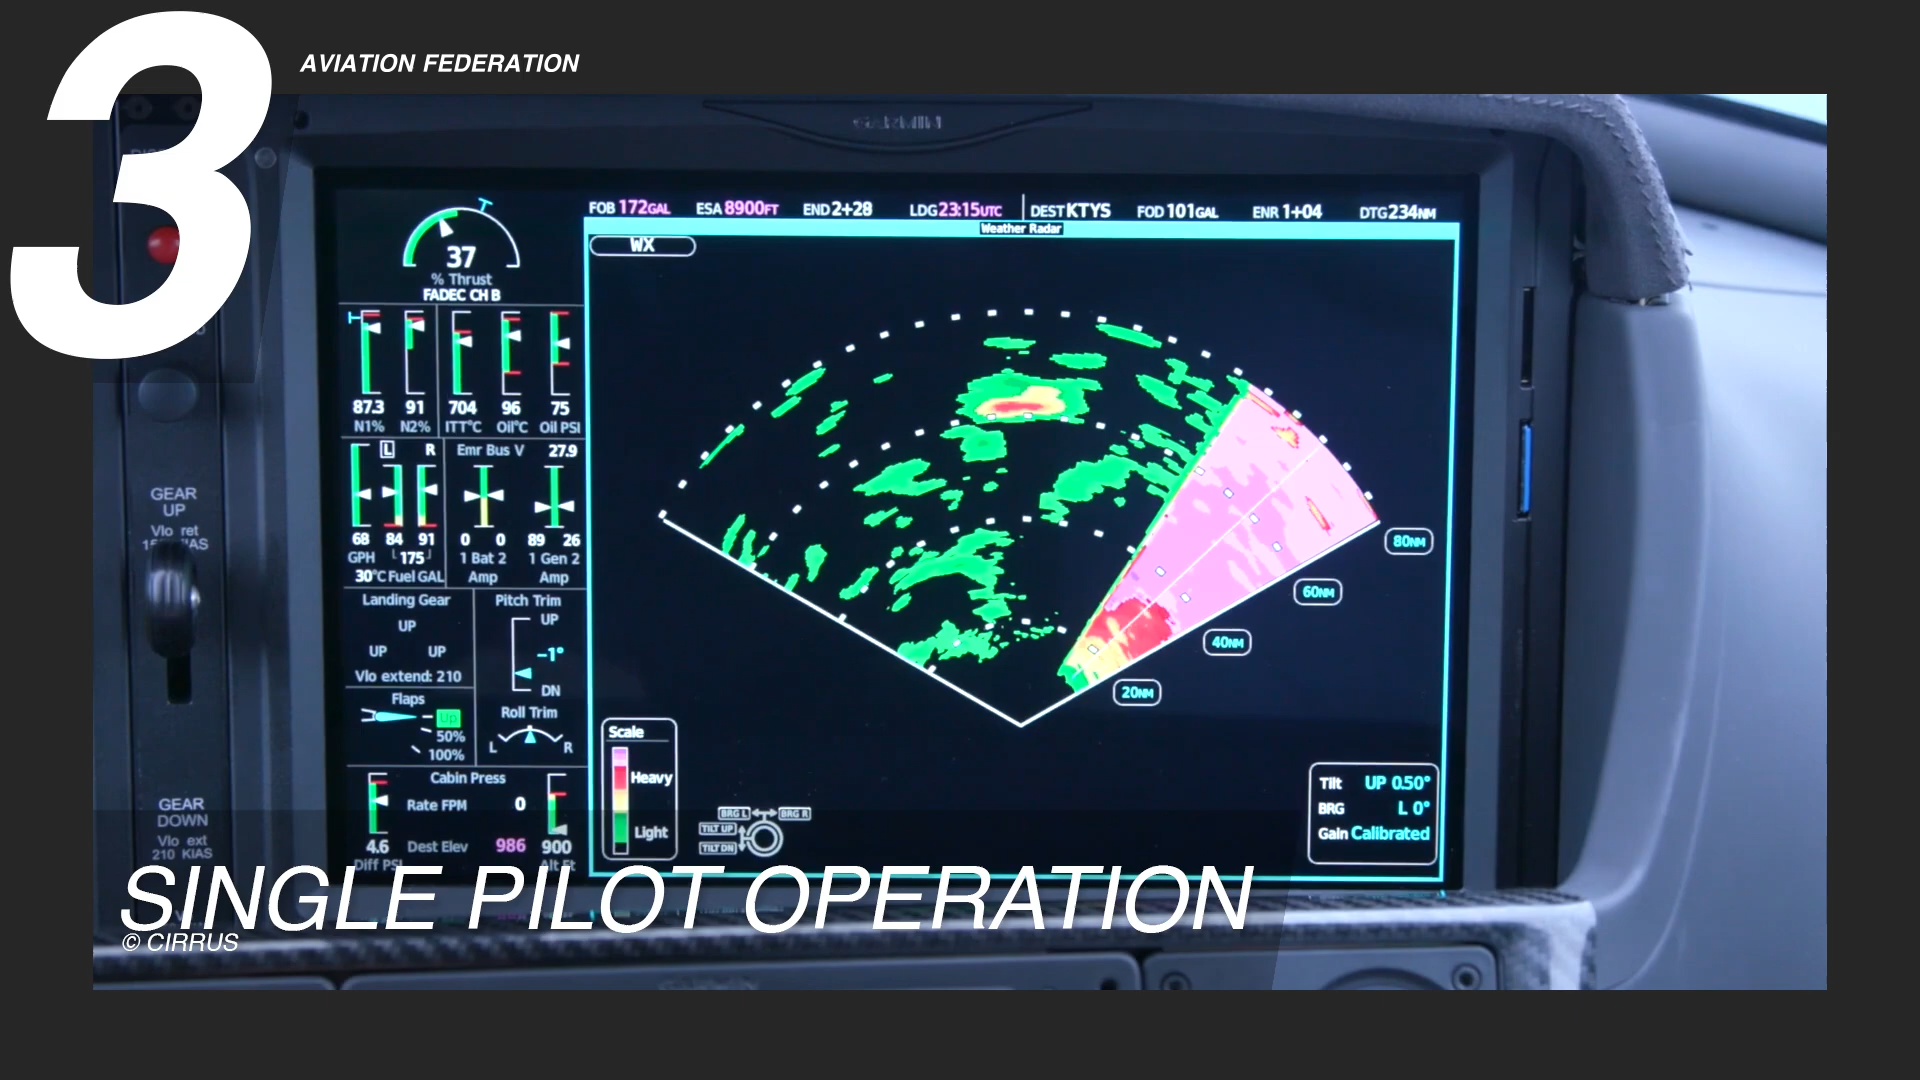 3
AVIATION FEDERATION
GARMIN
FOB 172GAL ESA 8900FT END 2+28 LDG 23:15UTC DEST KTYS FOD 101GAL ENR 1+04 DTG 234NM
Weather Radar
WX
37
% Thrust
FADEC CH B
87.3 91 704 96 75
N1% N2% ITT°C Oil°C Oil PSI
L R Emr Bus V 27.9
68 84 91 0 0 89 26
GPH 175 1 Bat 2 1 Gen 2
30°C Fuel GAL Amp Amp
Landing Gear Pitch Trim
UP UP
UP UP -1°
Vlo extend: 210 DN
Flaps Roll Trim
Up
50%
100% L R
Cabin Press
Rate FPM 0
4.6 Dest Elev 986 900
Diff PSI Alt Ft
80NM
60NM
40NM
20NM
Scale
Heavy
Light
BRG L BRG R
TILT UP
TILT DN
Tilt UP 0.50°
BRG L 0°
Gain Calibrated
GEAR
UP
Vlo ret
GEAR
DOWN
Vlo ext
210 KIAS
SINGLE PILOT OPERATION
© CIRRUS